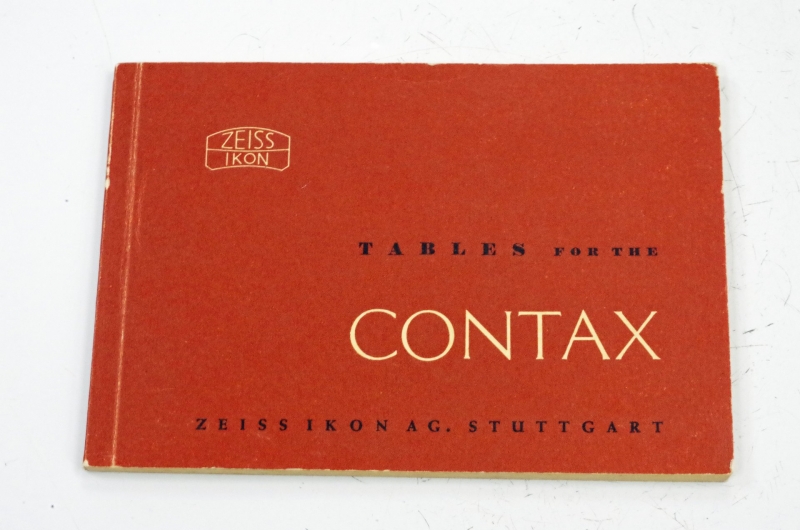 ZEISS
IKON
TABLES FOR THE
CONTAX
ZEISS IKON AG. STUTTGART